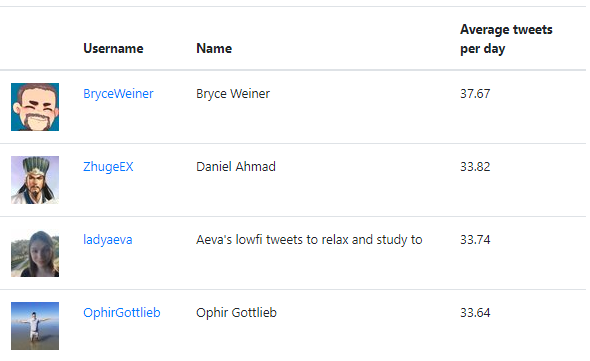 Username Name Average tweets
per day
BryceWeiner Bryce Weiner 37.67
ZhugeEX Daniel Ahmad 33.82
ladyaeva Aeva's lowfi tweets to relax and study to 33.74
OphirGottlieb Ophir Gottlieb 33.64